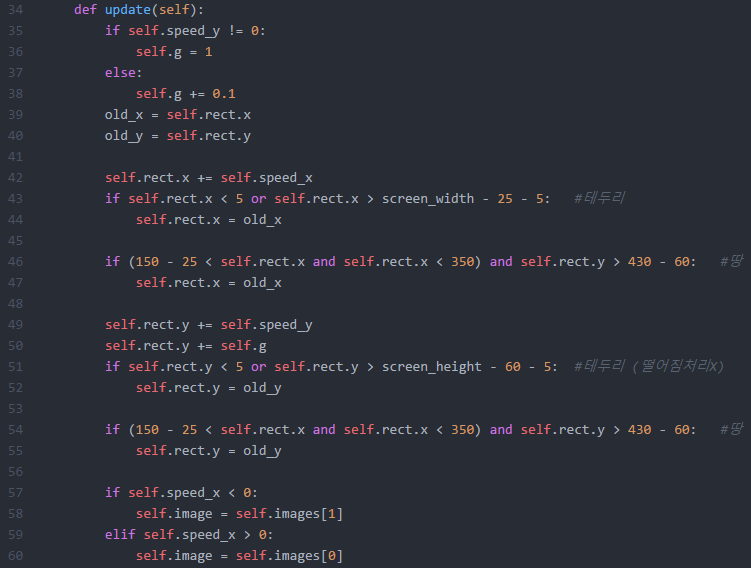 34 def update(self):
35 if self.speed_y != 0:
36 self.g = 1
37 else:
38 self.g += 0.1
39 old_x = self.rect.x
40 old_y = self.rect.y
41
42 self.rect.x += self.speed_x
43 if self.rect.x < 5 or self.rect.x > screen_width - 25 - 5: #테두리
44 self.rect.x = old_x
45
46 if (150 - 25 < self.rect.x and self.rect.x < 350) and self.rect.y > 430 - 60: #땅
47 self.rect.x = old_x
48
49 self.rect.y += self.speed_y
50 self.rect.y += self.g
51 if self.rect.y < 5 or self.rect.y > screen_height - 60 - 5: #테두리 (떨어짐처리X)
52 self.rect.y = old_y
53
54 if (150 - 25 < self.rect.x and self.rect.x < 350) and self.rect.y > 430 - 60: #땅
55 self.rect.y = old_y
56
57 if self.speed_x < 0:
58 self.image = self.images[1]
59 elif self.speed_x > 0:
60 self.image = self.images[0]